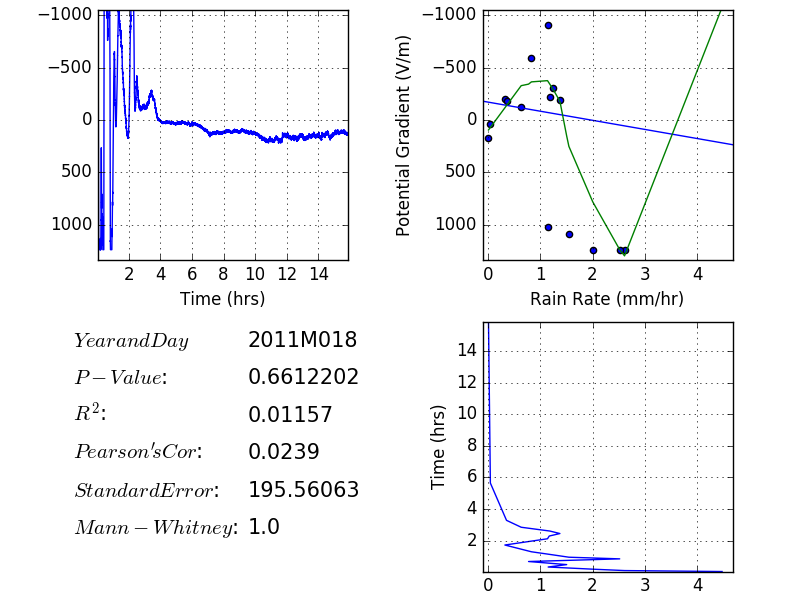 −1000
−500
0
500
1000
2 4 6 8 10 12 14
Time (hrs)
−1000
−500
0
500
1000
Potential Gradient (V/m)
0 1 2 3 4
Rain Rate (mm/hr)
YearandDay 2011M018
P−Value: 0.6612202
R²: 0.01157
Pearson'sCor: 0.0239
StandardError: 195.56063
Mann−Whitney: 1.0
14
12
10
8
6
4
2
Time (hrs)
0 1 2 3 4